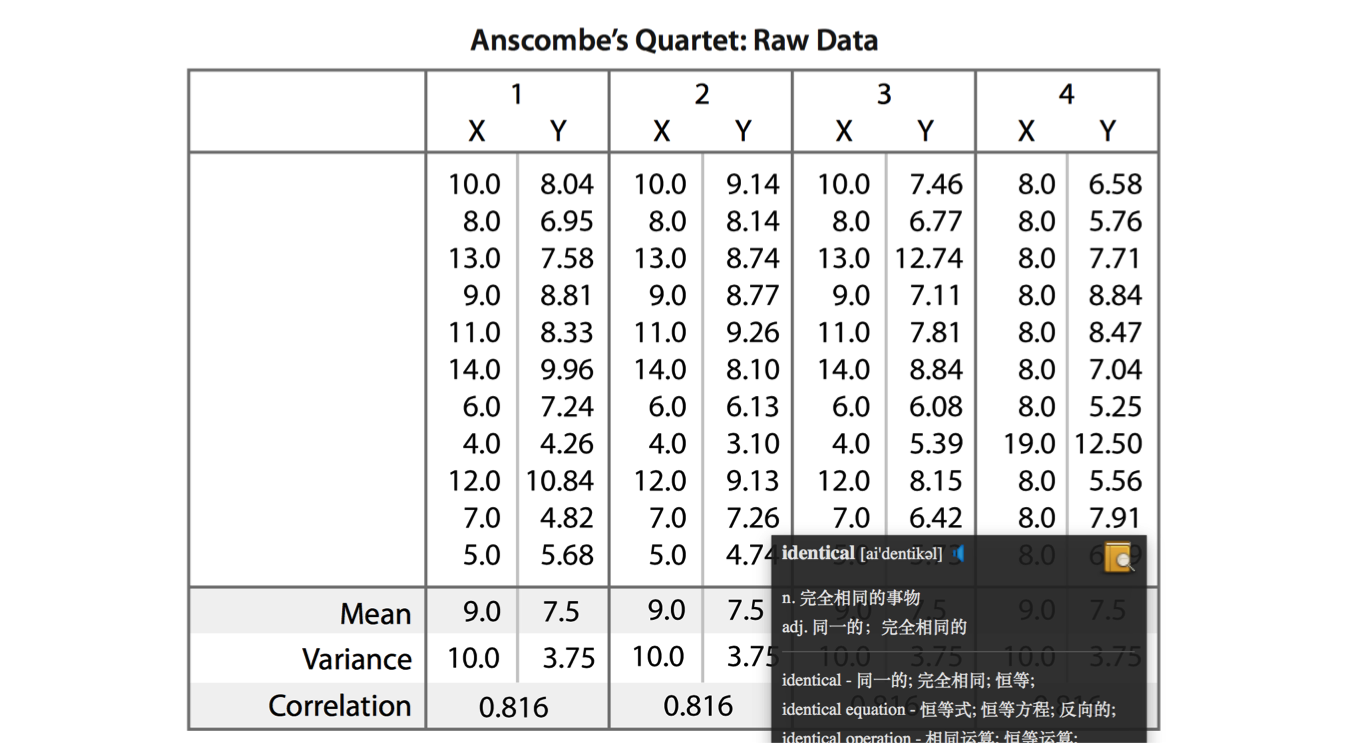 Anscombe’s Quartet: Raw Data
1 2 3 4
X Y X Y X Y X Y
10.0 8.04 10.0 9.14 10.0 7.46 8.0 6.58
8.0 6.95 8.0 8.14 8.0 6.77 8.0 5.76
13.0 7.58 13.0 8.74 13.0 12.74 8.0 7.71
9.0 8.81 9.0 8.77 9.0 7.11 8.0 8.84
11.0 8.33 11.0 9.26 11.0 7.81 8.0 8.47
14.0 9.96 14.0 8.10 14.0 8.84 8.0 7.04
6.0 7.24 6.0 6.13 6.0 6.08 8.0 5.25
4.0 4.26 4.0 3.10 4.0 5.39 19.0 12.50
12.0 10.84 12.0 9.13 12.0 8.15 8.0 5.56
7.0 4.82 7.0 7.26 7.0 6.42 8.0 7.91
5.0 5.68 5.0 4.74 8.0
Mean 9.0 7.5 9.0 7.5 9.0 7.5 9.0 7.5
Variance 10.0 3.75 10.0 3.75 10.0 3.75 10.0 3.75
Correlation 0.816 0.816
identical [ai'dentikəl]
n. 完全相同的事物
adj. 同一的；完全相同的
identical - 同一的; 完全相同; 恒等;
identical equation - 恒等式; 恒等方程; 反向的;
identical operation - 相同运算; 恒等运算;